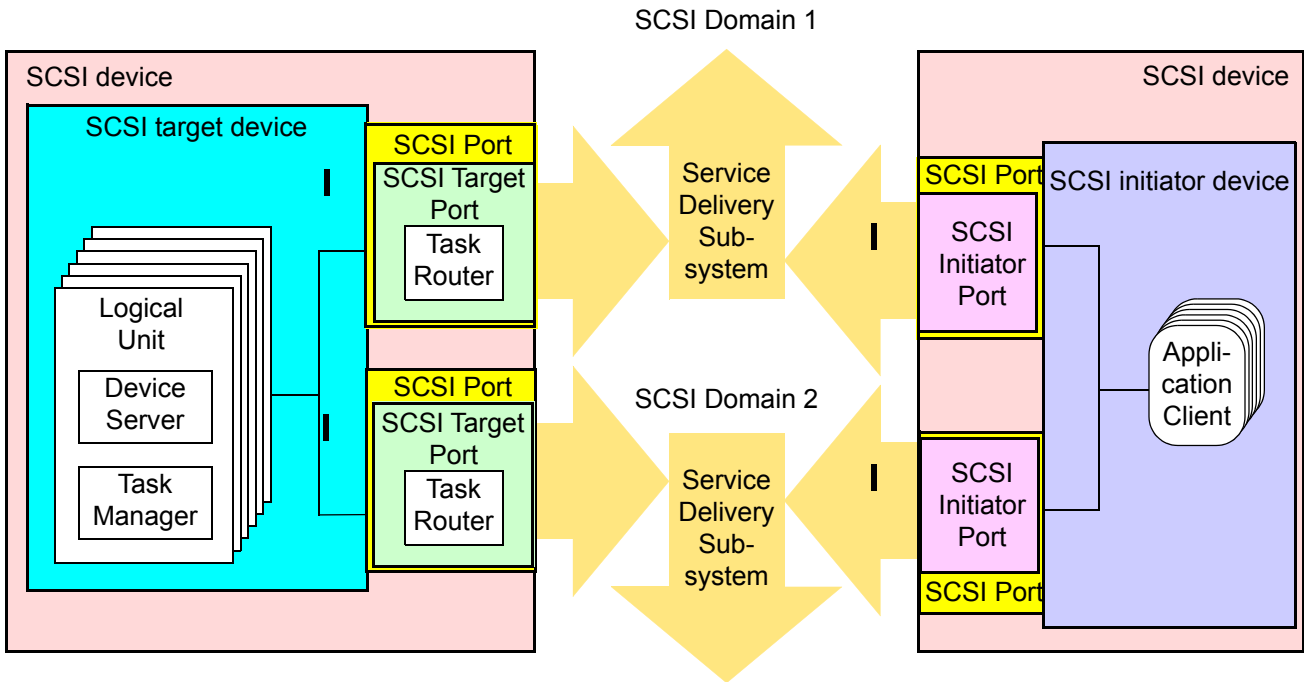 SCSI Domain 1
SCSI device
SCSI target device
SCSI Port
SCSI Target
Port
Task
Router
Logical
Unit
Device
Server
Task
Manager
SCSI Port
SCSI Target
Port
Task
Router
Service
Delivery
Sub-
system
SCSI Domain 2
Service
Delivery
Sub-
system
SCSI device
SCSI Port
SCSI initiator device
SCSI
Initiator
Port
Appli-
cation
Client
SCSI
Initiator
Port
SCSI Port